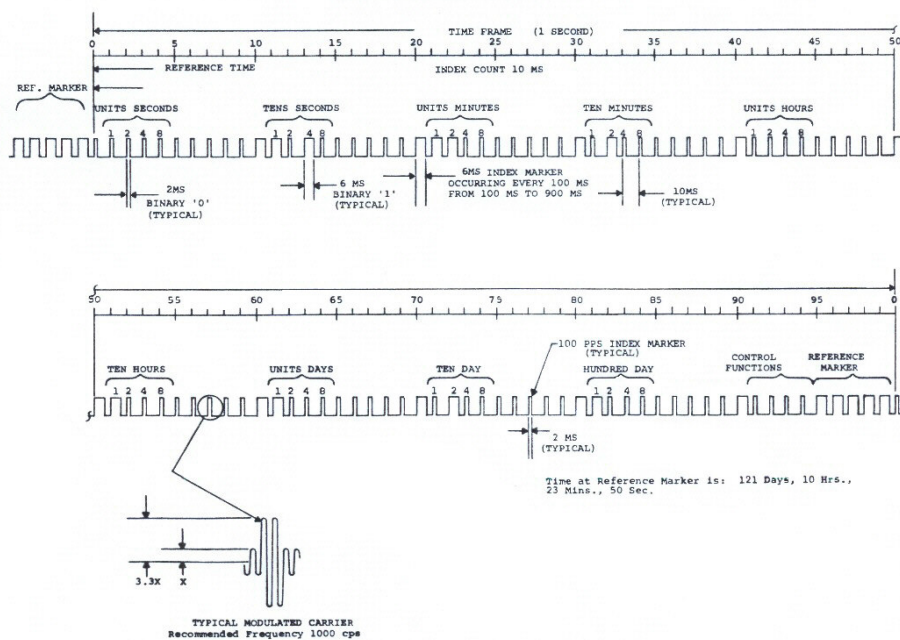 TIME FRAME (1 SECOND)
0 5 10 15 20 25 30 35 40 45 50
REFERENCE TIME INDEX COUNT 10 MS
REF. MARKER
UNITS SECONDS TENS SECONDS UNITS MINUTES TEN MINUTES UNITS HOURS
1 2 4 8 1 2 4 8 1 2 4 8 1 2 4 8 1 2 4 8
2MS
BINARY '0'
(TYPICAL)
6 MS
BINARY '1'
(TYPICAL)
6MS INDEX MARKER
OCCURRING EVERY 100 MS
FROM 100 MS TO 900 MS
10MS
(TYPICAL)
50 55 60 65 70 75 80 85 90 95 0
100 PPS INDEX MARKER
(TYPICAL)
TEN HOURS UNITS DAYS TEN DAY HUNDRED DAY
1 2 4 8 1 2 4 8 1 2 4 8 1 2 4 8
CONTROL
FUNCTIONS
REFERENCE
MARKER
2 MS
(TYPICAL)
Time at Reference Marker is: 121 Days, 10 Hrs.,
23 Mins., 50 Sec.
3.3X X
TYPICAL MODULATED CARRIER
Recommended Frequency 1000 cps